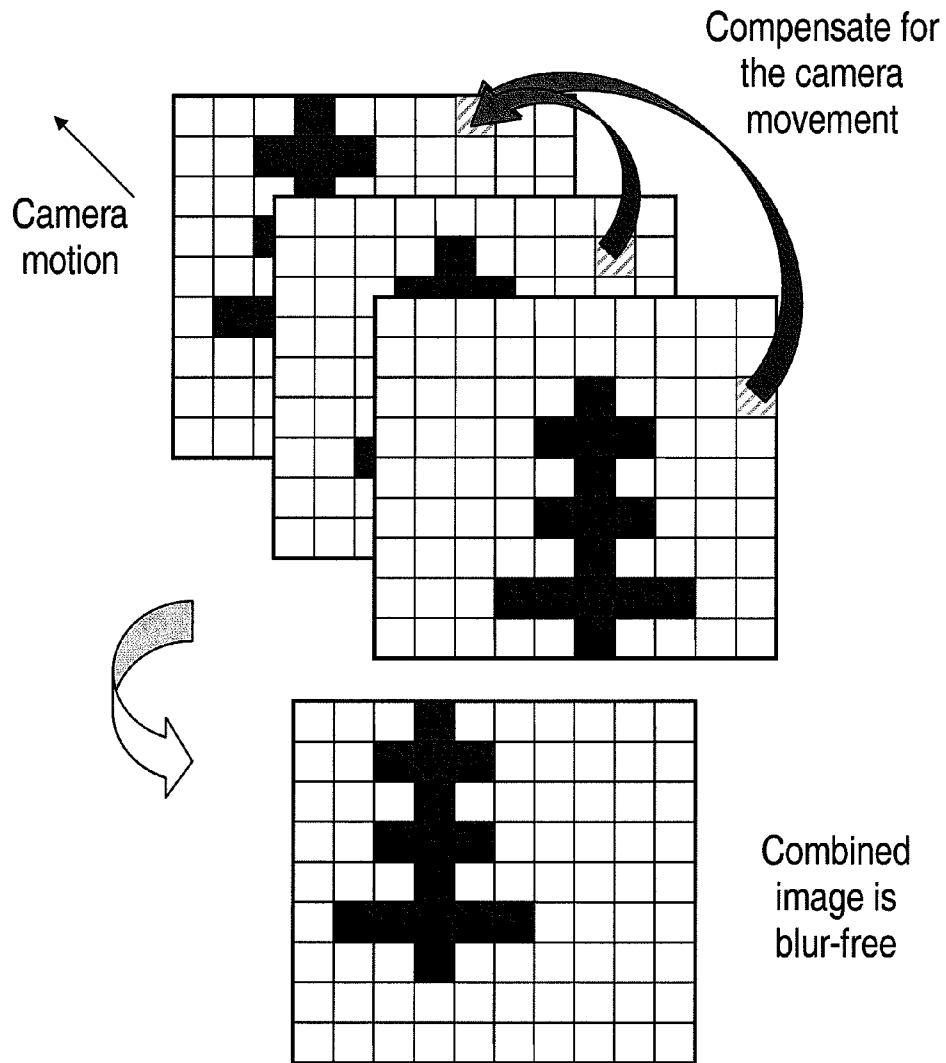 Compensate for
the camera
movement
Camera
motion
Combined
image is
blur-free